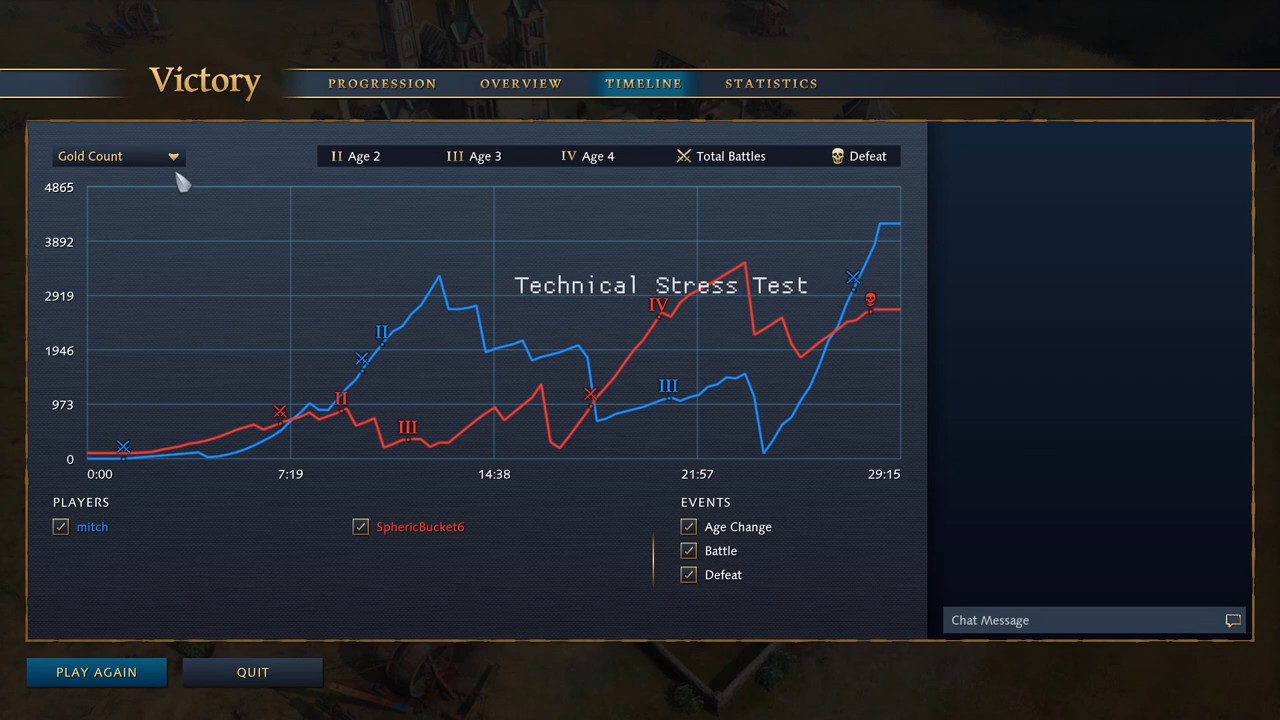 Victory
PROGRESSION OVERVIEW TIMELINE STATISTICS
Gold Count
II Age 2 III Age 3 IV Age 4 Total Battles Defeat
4865
3892
2919
1946
973
0
Technical Stress Test
IV
II
III
II
III
0:00 7:19 14:38 21:57 29:15
PLAYERS
mitch SphericBucket6
EVENTS
Age Change
Battle
Defeat
Chat Message
PLAY AGAIN QUIT